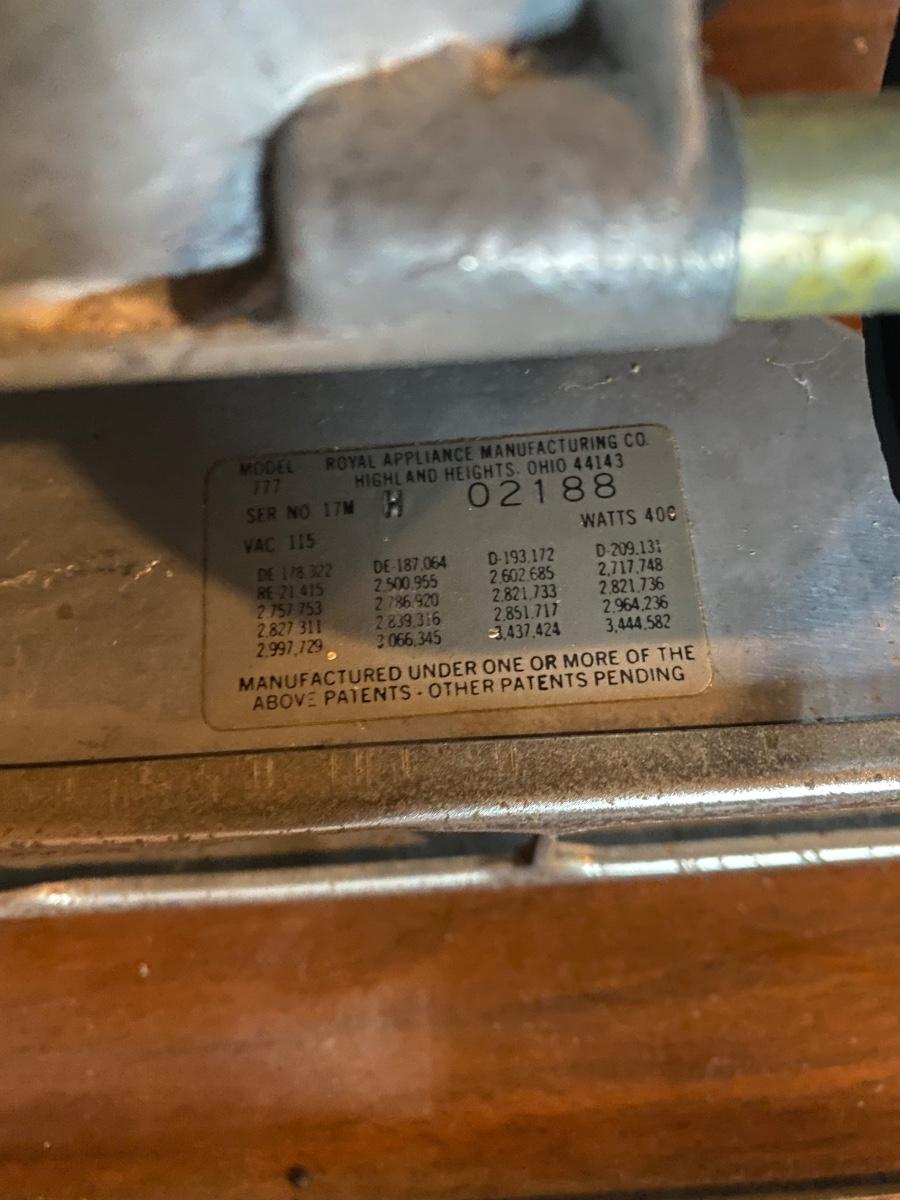 MODEL ROYAL APPLIANCE MANUFACTURING CO.
777 HIGHLAND HEIGHTS, OHIO 44143
SER NO 17M H 02188
VAC 115 WATTS 400
DE 178,322 DE-187,064 D-193,172 D-209,131
RE-21,415 2,500,955 2,602,685 2,717,748
2,757,753 2,786,920 2,821,733 2,821,736
2,827,311 2,839,316 2,851,717 2,964,236
2,997,729 3,066,345 3,437,424 3,444,582
MANUFACTURED UNDER ONE OR MORE OF THE
ABOVE PATENTS - OTHER PATENTS PENDING